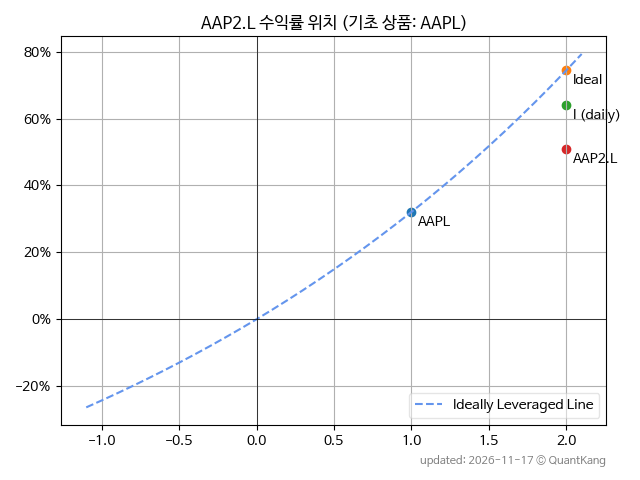 AAP2.L 수익률 위치 (기초 상품: AAPL)
80%
60%
40%
20%
0%
−20%
Ideal
I (daily)
AAP2.L
AAPL
Ideally Leveraged Line
−1.0 −0.5 0.0 0.5 1.0 1.5 2.0
updated: 2026-11-17 © QuantKang